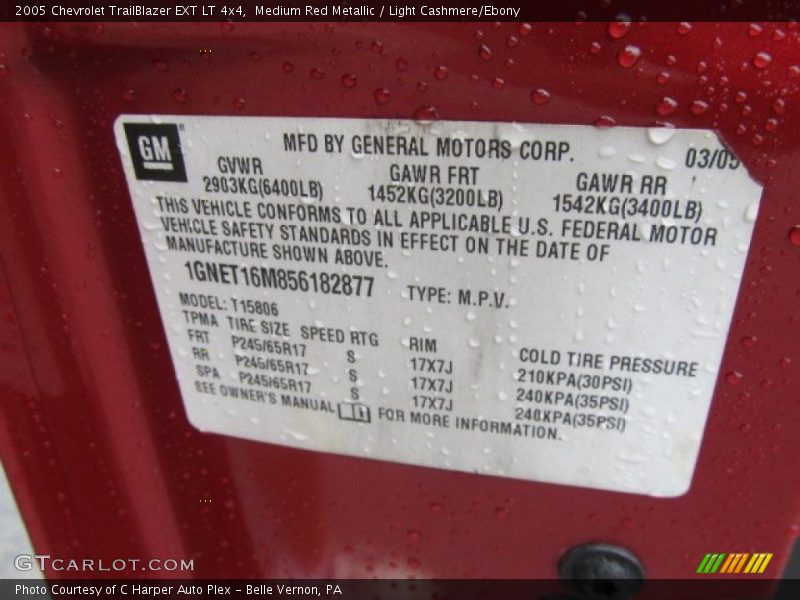 2005 Chevrolet TrailBlazer EXT LT 4x4, Medium Red Metallic / Light Cashmere/Ebony
GM
MFD BY GENERAL MOTORS CORP. 03/05
GVWR GAWR FRT GAWR RR
2903KG(6400LB) 1452KG(3200LB) 1542KG(3400LB)
THIS VEHICLE CONFORMS TO ALL APPLICABLE U.S. FEDERAL MOTOR
VEHICLE SAFETY STANDARDS IN EFFECT ON THE DATE OF
MANUFACTURE SHOWN ABOVE.
1GNET16M856182877 TYPE: M.P.V.
MODEL: T15806
TPMA TIRE SIZE SPEED RTG RIM COLD TIRE PRESSURE
FRT P245/65R17 S 17X7J 210KPA(30PSI)
RR P245/65R17 S 17X7J 240KPA(35PSI)
SPA P245/65R17 S 17X7J 240KPA(35PSI)
SEE OWNER'S MANUAL FOR MORE INFORMATION.
GTCARLOT.COM
Photo Courtesy of C Harper Auto Plex - Belle Vernon, PA